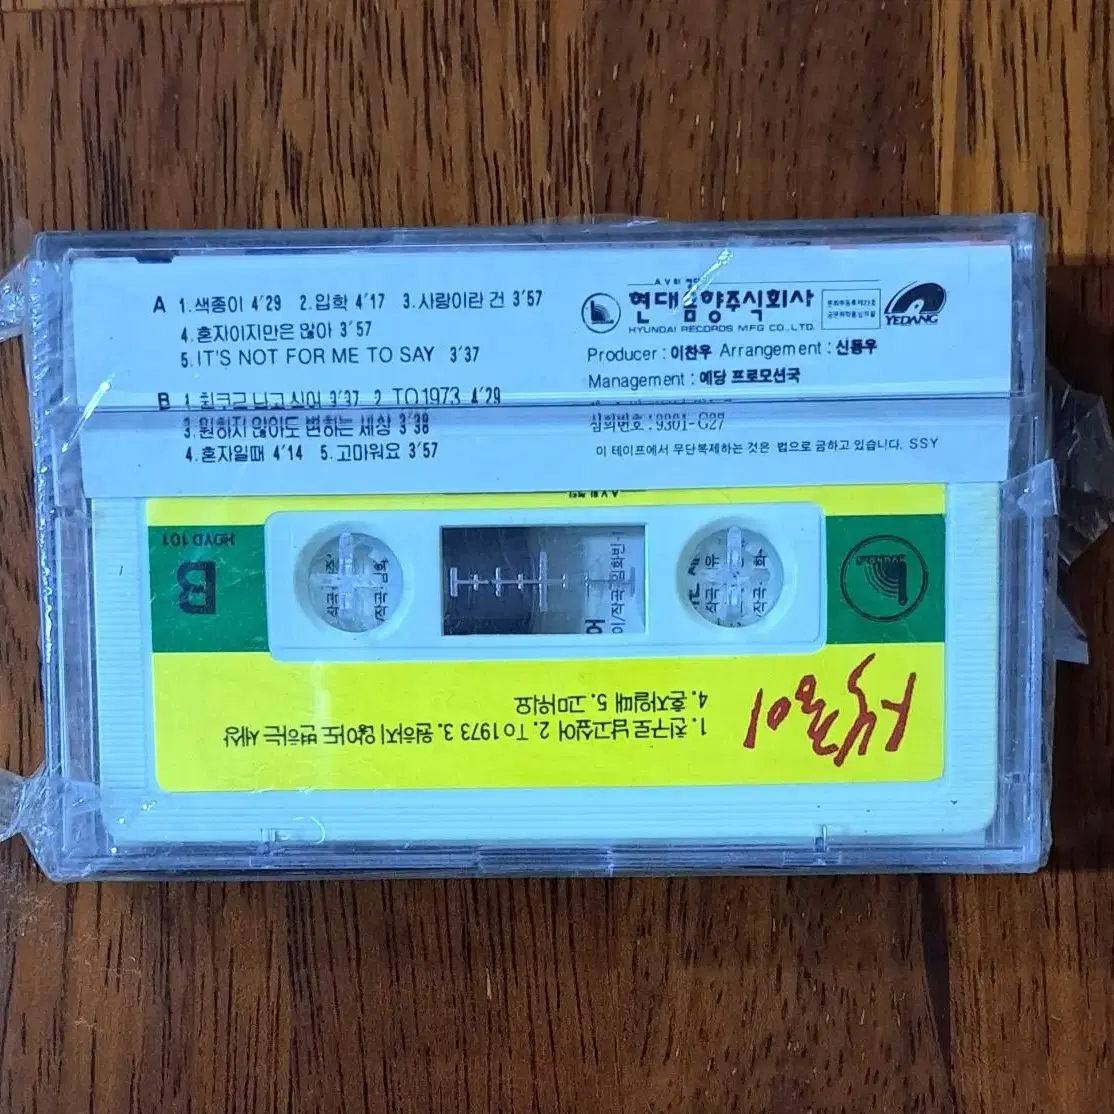 A 1.색종이 4'29 2.입학 4'17 3.사랑이란 건 3'57
4.혼자이지만은 않아 3'57
5.IT'S NOT FOR ME TO SAY 3'37
B 1.친구로 남고 싶어 3'37 2. TO1973 4'29
3.원하지 않아도 변하는 세상 3'38
4.혼자일때 4'14 5.고마워요 3'57
현대음향주식회사
HYUNDAI RECORDS MFG CO.,LTD.
YEDANG
Producer : 이찬우 Arrangement : 신동우
Management : 예당 프로모션국
심의번호 : 9301-G27
이 테이프에서 무단복제하는 것은 법으로 금하고 있습니다. SSY
HDYD 101
B
색종이
1. 친구로 남고싶어 2. To 1973 3. 원하지 않아도 변하는 세상
4. 혼자일때 5. 고마워요